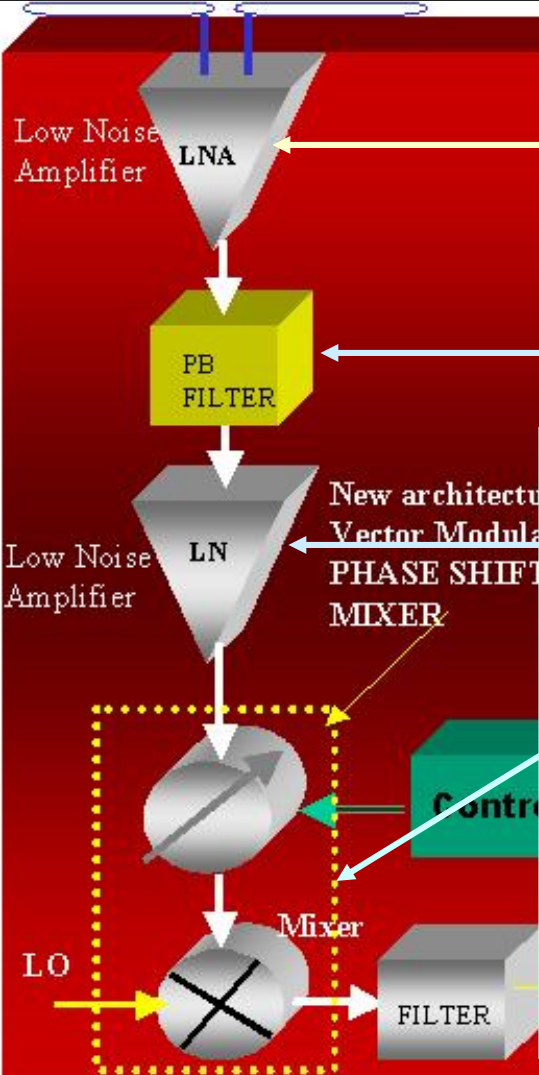 Low Noise
Amplifier
LNA
PB
FILTER
Low Noise
Amplifier
LN
New architectu
Vector Modula
PHASE SHIFT
MIXER
Contro
Mixer
LO
FILTER